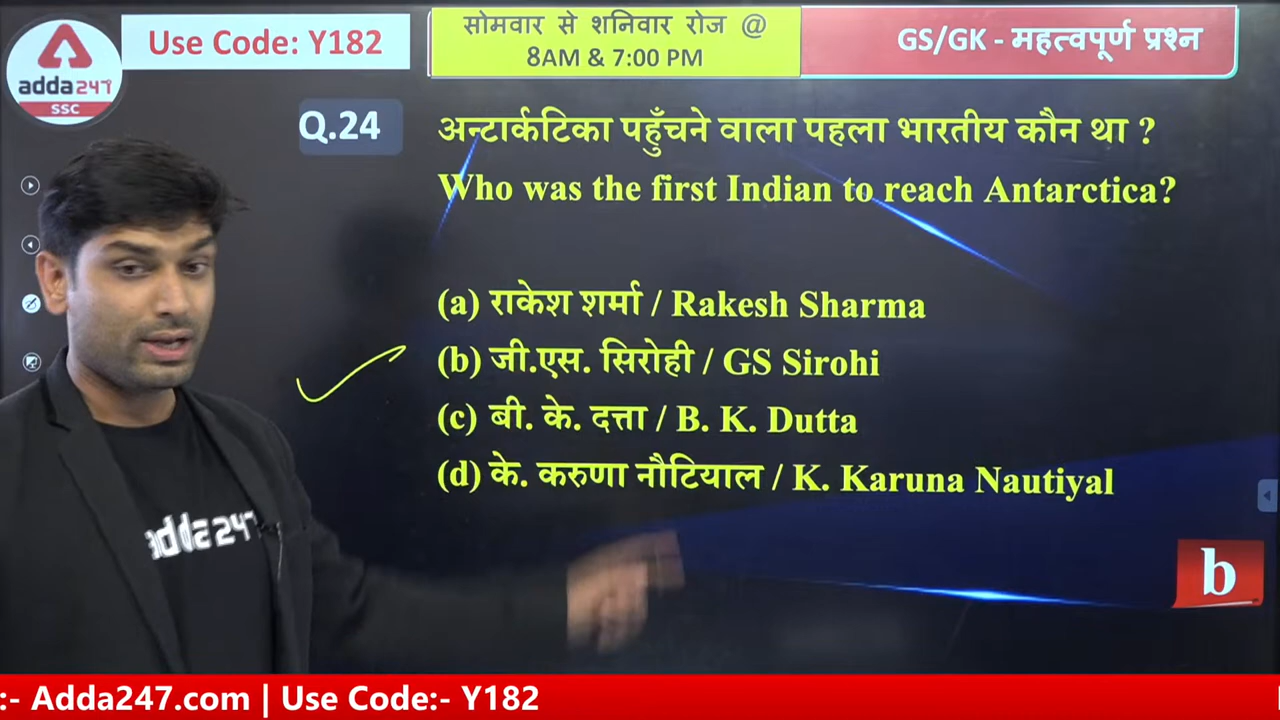 adda247
SSC
Use Code: Y182
सोमवार से शनिवार रोज @
8AM & 7:00 PM
GS/GK - महत्वपूर्ण प्रश्न
Q.24
अन्टार्कटिका पहुँचने वाला पहला भारतीय कौन था ?
Who was the first Indian to reach Antarctica?
(a) राकेश शर्मा / Rakesh Sharma
(b) जी.एस. सिरोही / GS Sirohi
(c) बी. के. दत्ता / B. K. Dutta
(d) के. करुणा नौटियाल / K. Karuna Nautiyal
adda247
b
:- Adda247.com | Use Code:- Y182